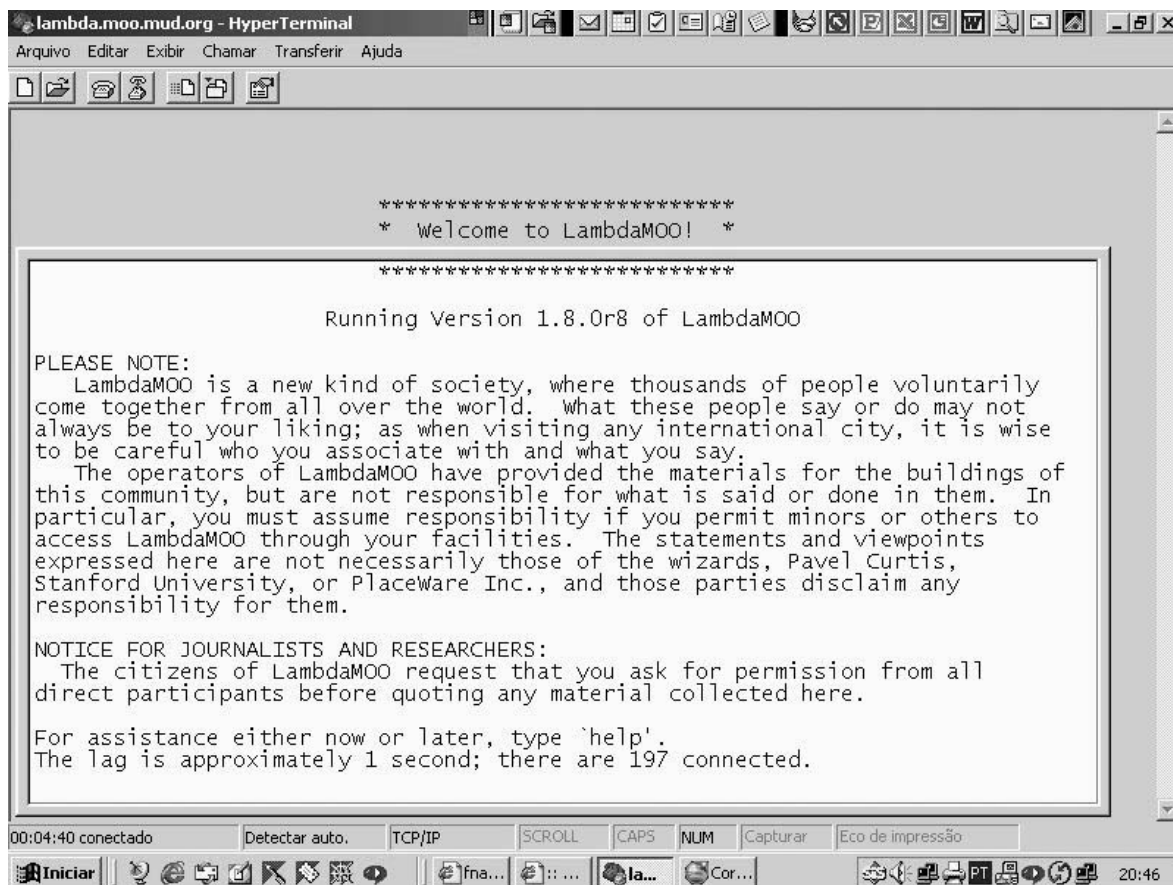 lambda.moo.mud.org - HyperTerminal
Arquivo Editar Exibir Chamar Transferir Ajuda
***************************
* Welcome to LambdaMOO! *
***************************
Running Version 1.8.0r8 of LambdaMOO
PLEASE NOTE:
LambdaMOO is a new kind of society, where thousands of people voluntarily
come together from all over the world. What these people say or do may not
always be to your liking; as when visiting any international city, it is wise
to be careful who you associate with and what you say.
The operators of LambdaMOO have provided the materials for the buildings of
this community, but are not responsible for what is said or done in them. In
particular, you must assume responsibility if you permit minors or others to
access LambdaMOO through your facilities. The statements and viewpoints
expressed here are not necessarily those of the wizards, Pavel Curtis,
Stanford University, or PlaceWare Inc., and those parties disclaim any
responsibility for them.
NOTICE FOR JOURNALISTS AND RESEARCHERS:
The citizens of LambdaMOO request that you ask for permission from all
direct participants before quoting any material collected here.
For assistance either now or later, type `help'.
The lag is approximately 1 second; there are 197 connected.
00:04:40 conectado Detectar auto. TCP/IP SCROLL CAPS NUM Capturar Eco de impressão
Iniciar fna... :: ... la... Cor... PT 20:46